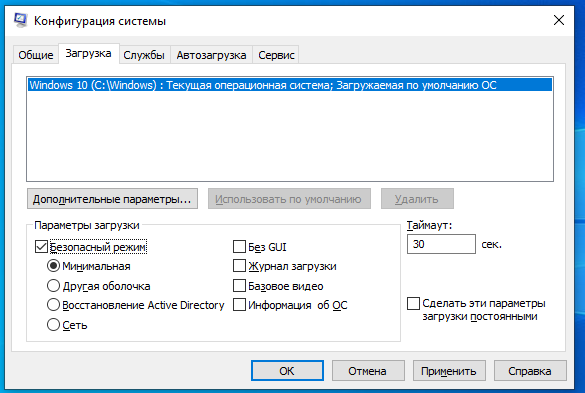 Конфигурация системы
Общие Загрузка Службы Автозагрузка Сервис
Windows 10 (C:\Windows) : Текущая операционная система; Загружаемая по умолчанию ОС
Дополнительные параметры... Использовать по умолчанию Удалить
Параметры загрузки Таймаут:
Безопасный режим Без GUI 30 сек.
Минимальная Журнал загрузки
Другая оболочка Базовое видео
Восстановление Active Directory Информация об ОС Сделать эти параметры
загрузки постоянными
Сеть
ОК Отмена Применить Справка